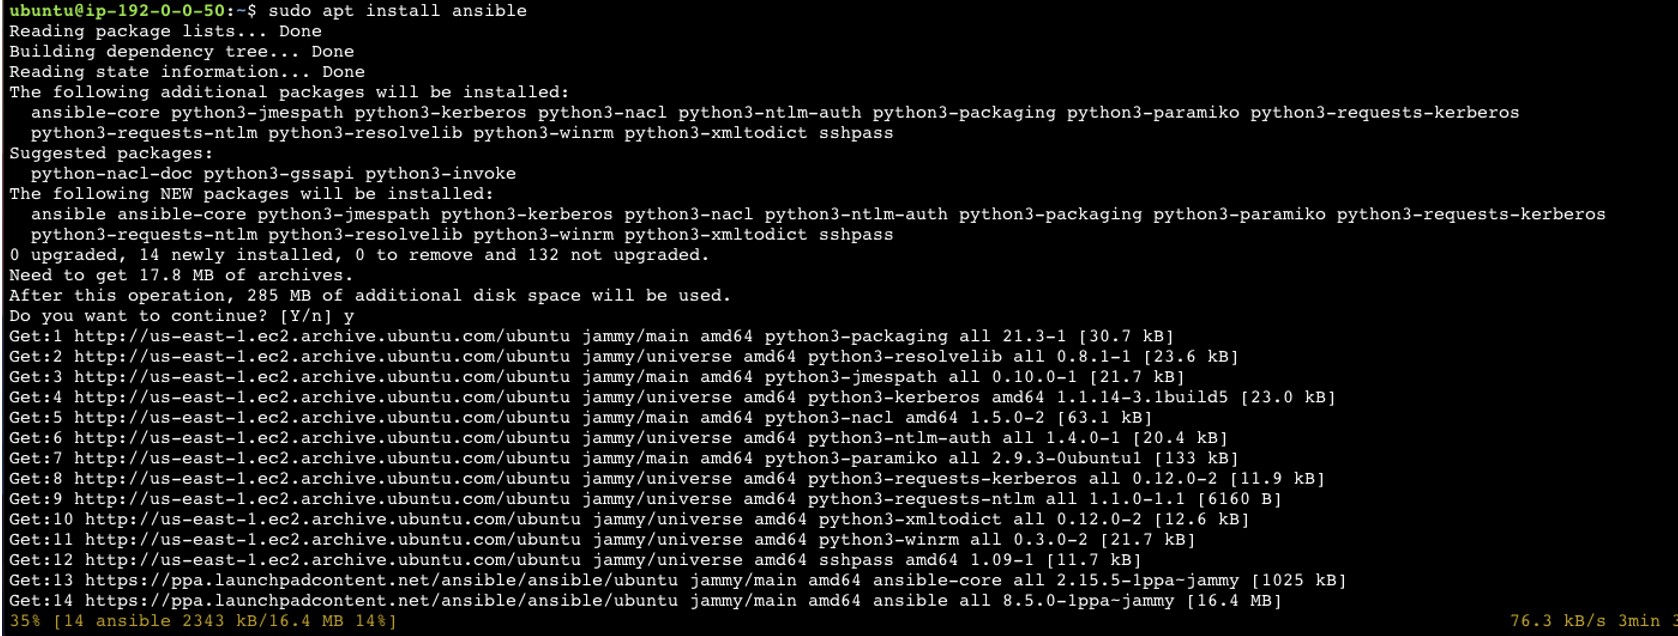 ubuntu@ip-192-0-0-50:~$ sudo apt install ansible
Reading package lists... Done
Building dependency tree... Done
Reading state information... Done
The following additional packages will be installed:
  ansible-core python3-jmespath python3-kerberos python3-nacl python3-ntlm-auth python3-packaging python3-paramiko python3-requests-kerberos
  python3-requests-ntlm python3-resolvelib python3-winrm python3-xmltodict sshpass
Suggested packages:
  python-nacl-doc python3-gssapi python3-invoke
The following NEW packages will be installed:
  ansible ansible-core python3-jmespath python3-kerberos python3-nacl python3-ntlm-auth python3-packaging python3-paramiko python3-requests-kerberos
  python3-requests-ntlm python3-resolvelib python3-winrm python3-xmltodict sshpass
0 upgraded, 14 newly installed, 0 to remove and 132 not upgraded.
Need to get 17.8 MB of archives.
After this operation, 285 MB of additional disk space will be used.
Do you want to continue? [Y/n] y
Get:1 http://us-east-1.ec2.archive.ubuntu.com/ubuntu jammy/main amd64 python3-packaging all 21.3-1 [30.7 kB]
Get:2 http://us-east-1.ec2.archive.ubuntu.com/ubuntu jammy/universe amd64 python3-resolvelib all 0.8.1-1 [23.6 kB]
Get:3 http://us-east-1.ec2.archive.ubuntu.com/ubuntu jammy/main amd64 python3-jmespath all 0.10.0-1 [21.7 kB]
Get:4 http://us-east-1.ec2.archive.ubuntu.com/ubuntu jammy/universe amd64 python3-kerberos amd64 1.1.14-3.1build5 [23.0 kB]
Get:5 http://us-east-1.ec2.archive.ubuntu.com/ubuntu jammy/main amd64 python3-nacl amd64 1.5.0-2 [63.1 kB]
Get:6 http://us-east-1.ec2.archive.ubuntu.com/ubuntu jammy/universe amd64 python3-ntlm-auth all 1.4.0-1 [20.4 kB]
Get:7 http://us-east-1.ec2.archive.ubuntu.com/ubuntu jammy/main amd64 python3-paramiko all 2.9.3-0ubuntu1 [133 kB]
Get:8 http://us-east-1.ec2.archive.ubuntu.com/ubuntu jammy/universe amd64 python3-requests-kerberos all 0.12.0-2 [11.9 kB]
Get:9 http://us-east-1.ec2.archive.ubuntu.com/ubuntu jammy/universe amd64 python3-requests-ntlm all 1.1.0-1.1 [6160 B]
Get:10 http://us-east-1.ec2.archive.ubuntu.com/ubuntu jammy/universe amd64 python3-xmltodict all 0.12.0-2 [12.6 kB]
Get:11 http://us-east-1.ec2.archive.ubuntu.com/ubuntu jammy/universe amd64 python3-winrm all 0.3.0-2 [21.7 kB]
Get:12 http://us-east-1.ec2.archive.ubuntu.com/ubuntu jammy/universe amd64 sshpass amd64 1.09-1 [11.7 kB]
Get:13 https://ppa.launchpadcontent.net/ansible/ansible/ubuntu jammy/main amd64 ansible-core all 2.15.5-1ppa~jammy [1025 kB]
Get:14 https://ppa.launchpadcontent.net/ansible/ansible/ubuntu jammy/main amd64 ansible all 8.5.0-1ppa~jammy [16.4 MB]
35% [14 ansible 2343 kB/16.4 MB 14%] 76.3 kB/s 3min